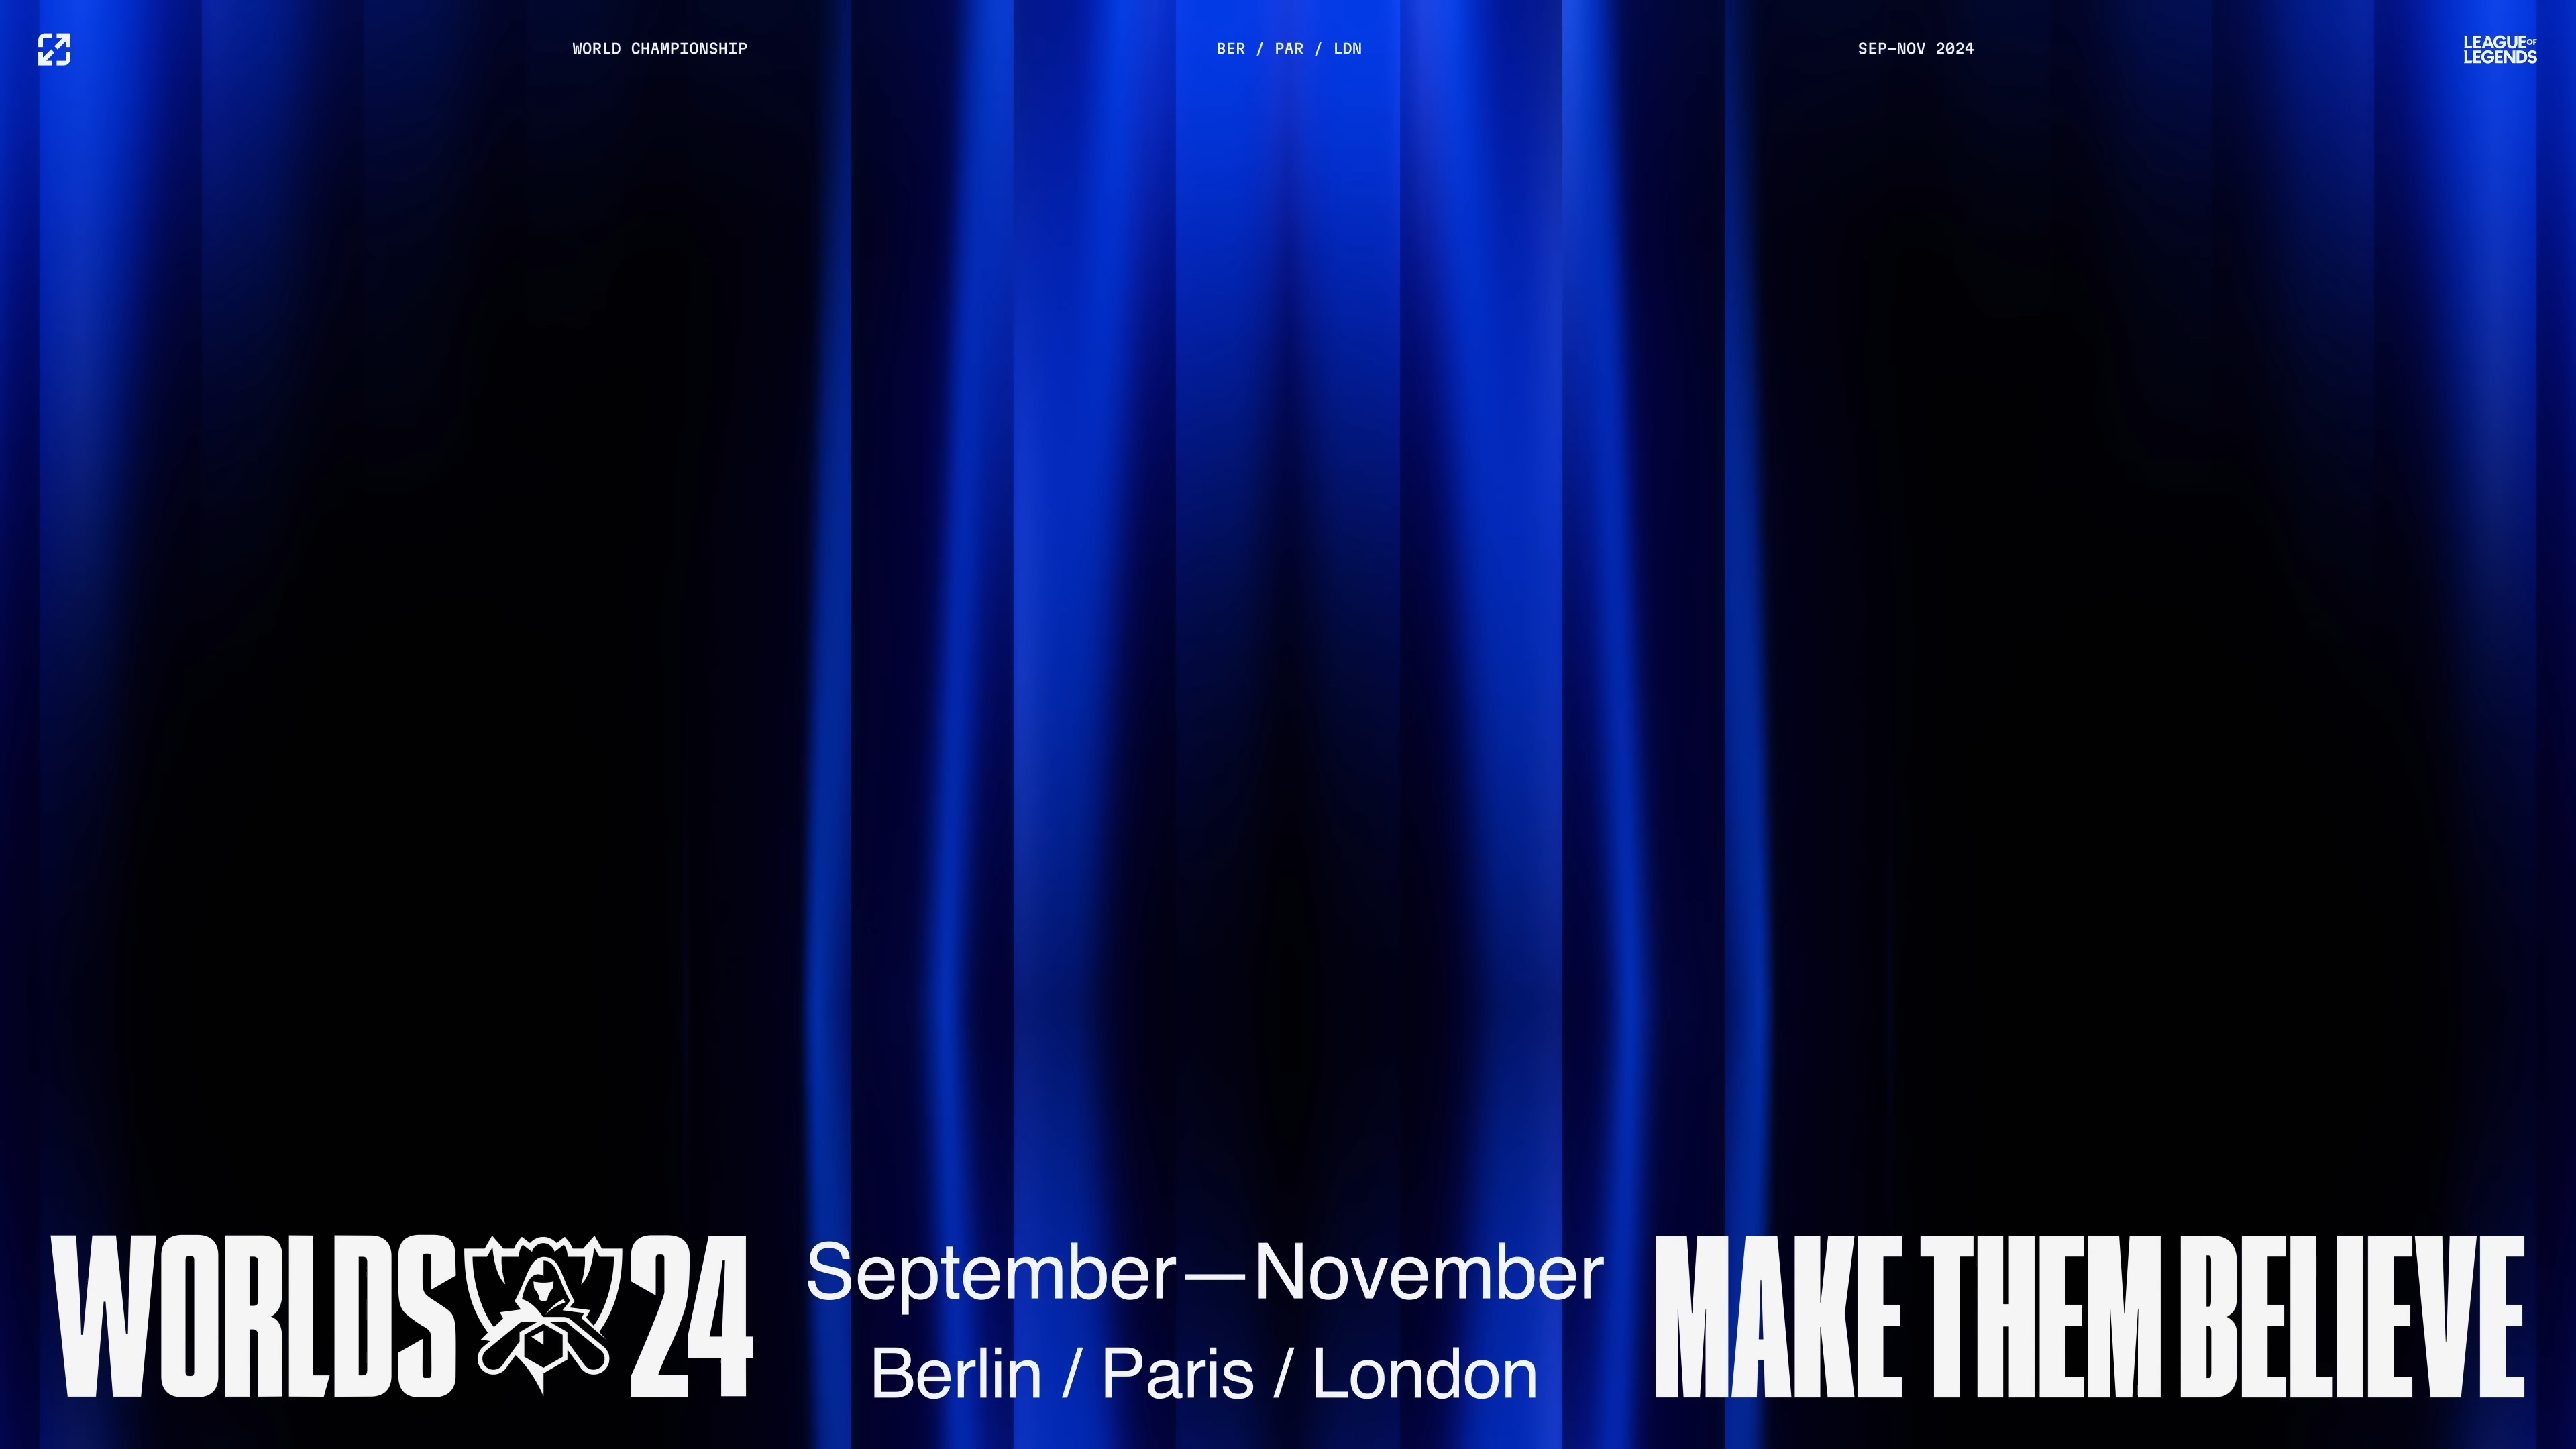 WORLD CHAMPIONSHIP
BER / PAR / LDN
SEP–NOV 2024
LEAGUE OF
LEGENDS
WORLDS 24
September—November
Berlin / Paris / London
MAKE THEM BELIEVE